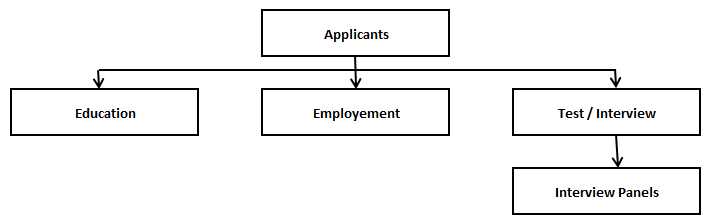 Applicants
Education
Employement
Test / Interview
Interview Panels